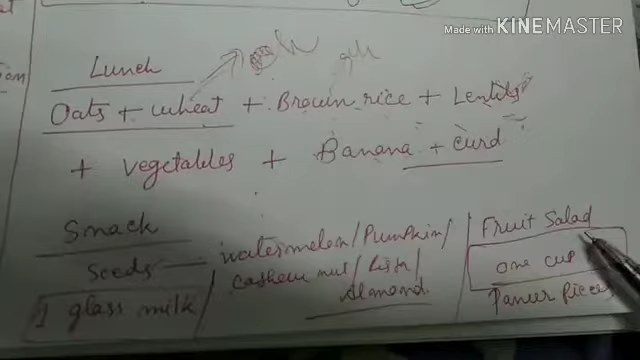 Made with KINEMASTER
Lunch
Oats + wheat + Brown rice + Lentils
+ vegetables + Banana + curd
Snack
seeds — watermelon/Pumpkin/
cashew nut/
Almond
1 glass milk/
Fruit Salad
one cup
Paneer Pieces